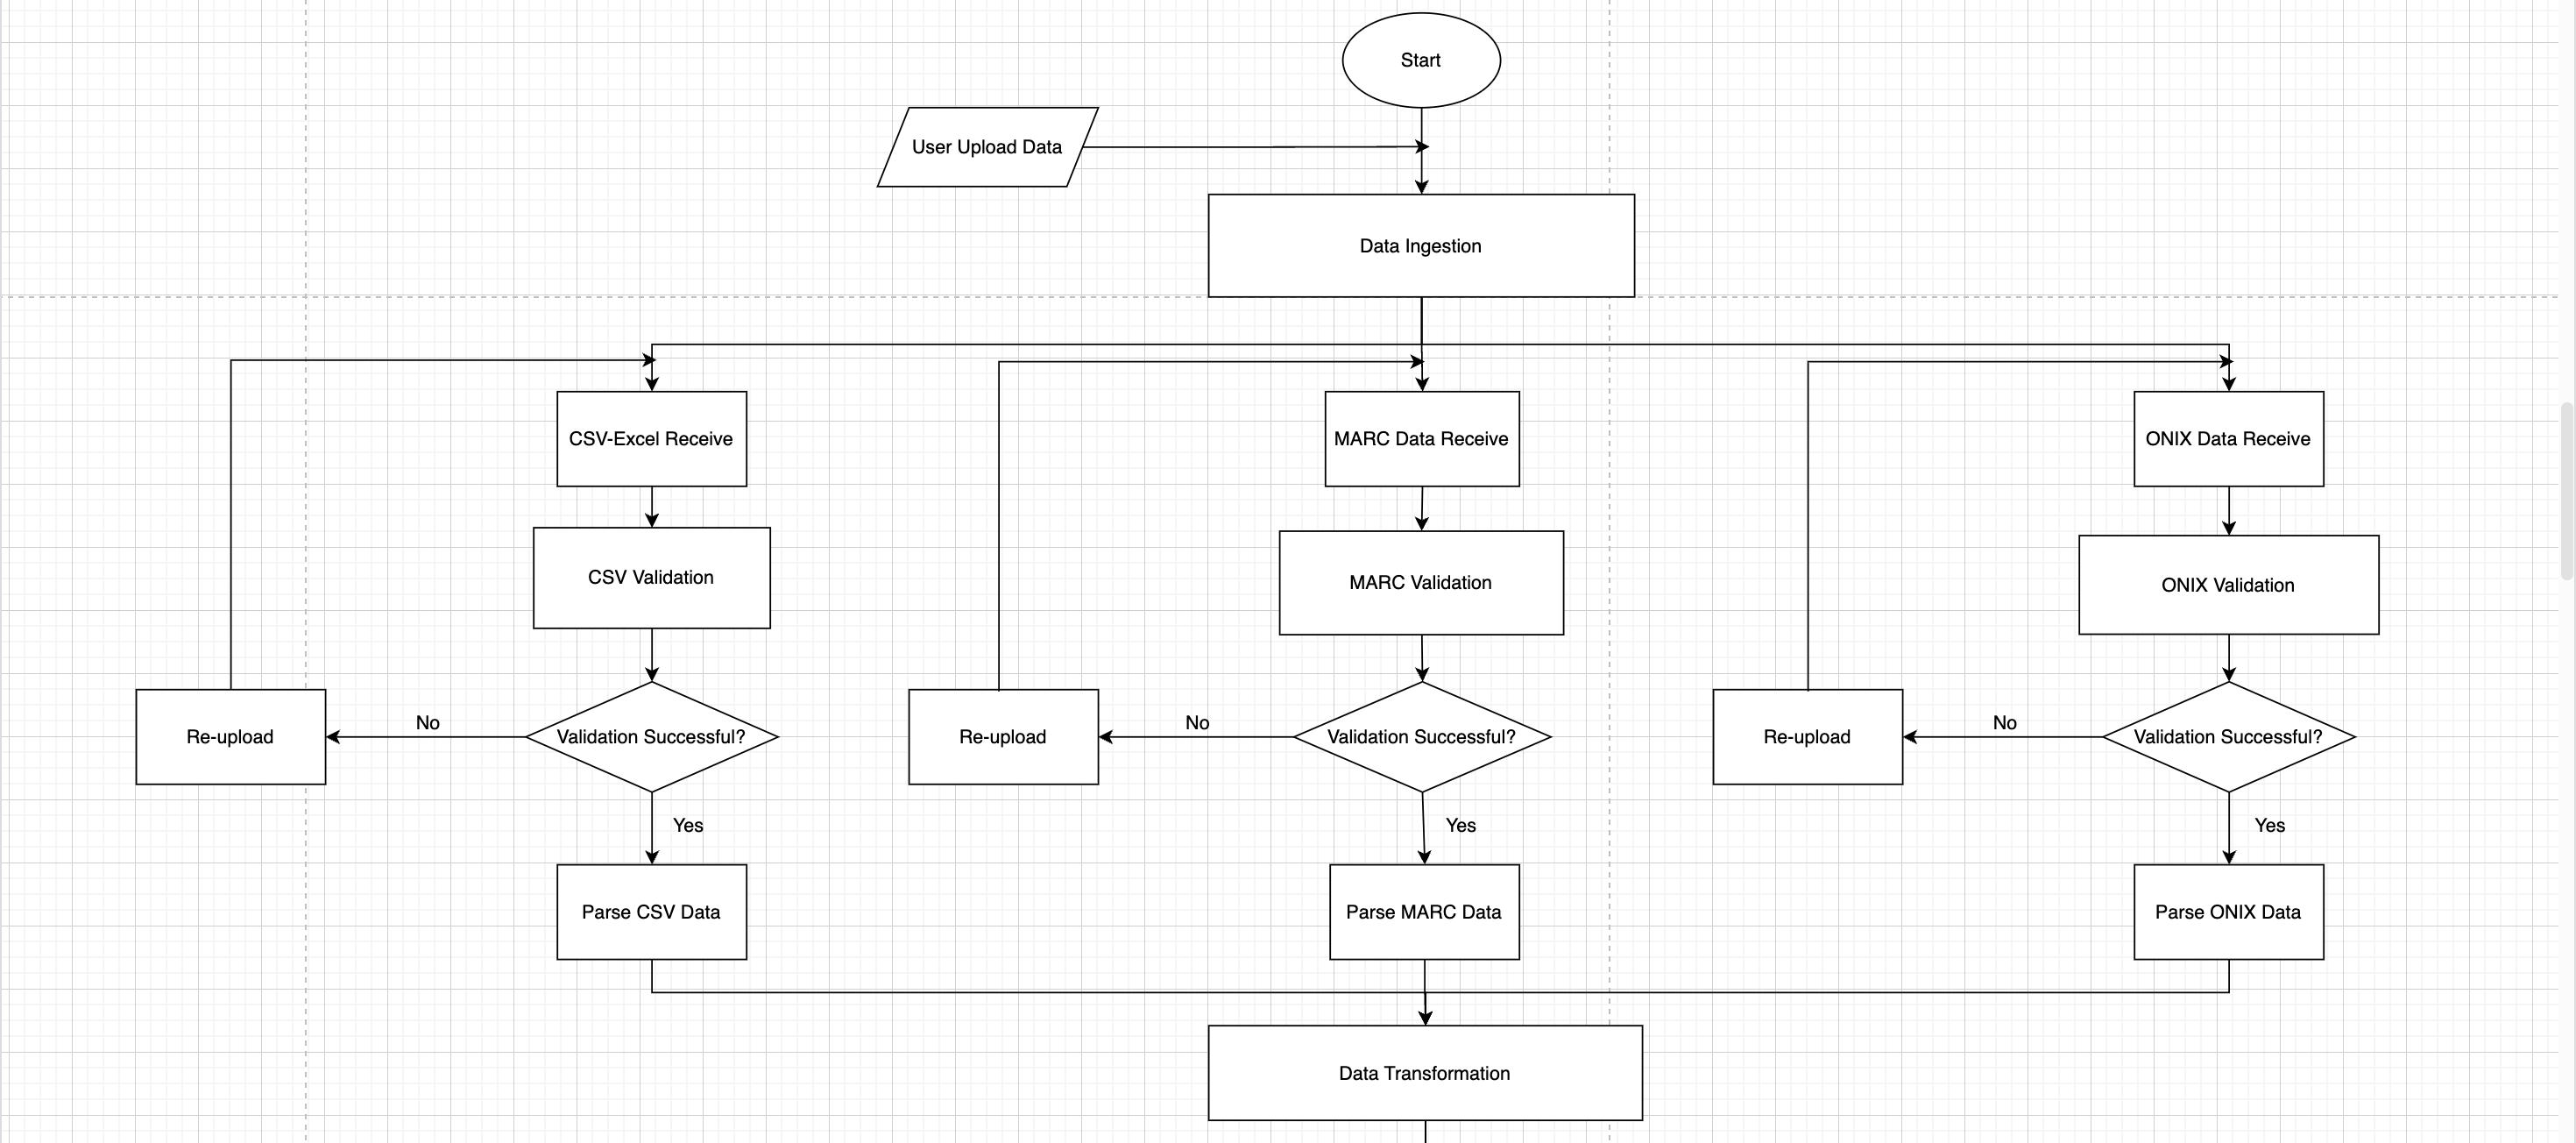 Start
User Upload Data
Data Ingestion
CSV-Excel Receive
MARC Data Receive
ONIX Data Receive
CSV Validation
MARC Validation
ONIX Validation
Re-upload
No
Validation Successful?
Re-upload
No
Validation Successful?
Re-upload
No
Validation Successful?
Yes
Yes
Yes
Parse CSV Data
Parse MARC Data
Parse ONIX Data
Data Transformation